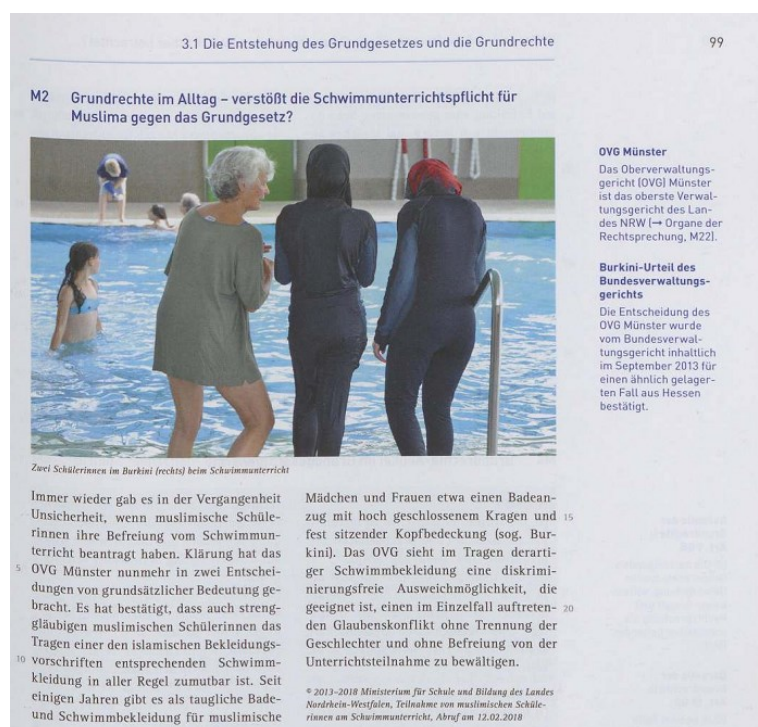 3.1 Die Entstehung des Grundgesetzes und die Grundrechte
99
M2 Grundrechte im Alltag – verstößt die Schwimmunterrichtspflicht für
Muslima gegen das Grundgesetz?
Zwei Schülerinnen im Burkini (rechts) beim Schwimmunterricht
Immer wieder gab es in der Vergangenheit
Unsicherheit, wenn muslimische Schüle-
rinnen ihre Befreiung vom Schwimmun-
terricht beantragt haben. Klärung hat das
5 OVG Münster nunmehr in zwei Entschei-
dungen von grundsätzlicher Bedeutung ge-
bracht. Es hat bestätigt, dass auch streng-
gläubigen muslimischen Schülerinnen das
Tragen einer den islamischen Bekleidungs-
10 vorschriften entsprechenden Schwimm-
kleidung in aller Regel zumutbar ist. Seit
einigen Jahren gibt es als taugliche Bade-
und Schwimmbekleidung für muslimische
Mädchen und Frauen etwa einen Badean-
zug mit hoch geschlossenem Kragen und 15
fest sitzender Kopfbedeckung (sog. Bur-
kini). Das OVG sieht im Tragen derarti-
ger Schwimmbekleidung eine diskrimi-
nierungsfreie Ausweichmöglichkeit, die
geeignet ist, einen im Einzelfall auftreten- 20
den Glaubenskonflikt ohne Trennung der
Geschlechter und ohne Befreiung von der
Unterrichtsteilnahme zu bewältigen.
© 2013–2018 Ministerium für Schule und Bildung des Landes
Nordrhein-Westfalen, Teilnahme von muslimischen Schüle-
rinnen am Schwimmunterricht, Abruf am 12.02.2018
OVG Münster
Das Oberverwaltungs-
gericht (OVG) Münster
ist das oberste Verwal-
tungsgericht des Lan-
des NRW (→ Organe der
Rechtsprechung, M22).
Burkini-Urteil des
Bundesverwaltungs-
gerichts
Die Entscheidung des
OVG Münster wurde
vom Bundesverwal-
tungsgericht inhaltlich
im September 2013 für
einen ähnlich gelager-
ten Fall aus Hessen
bestätigt.